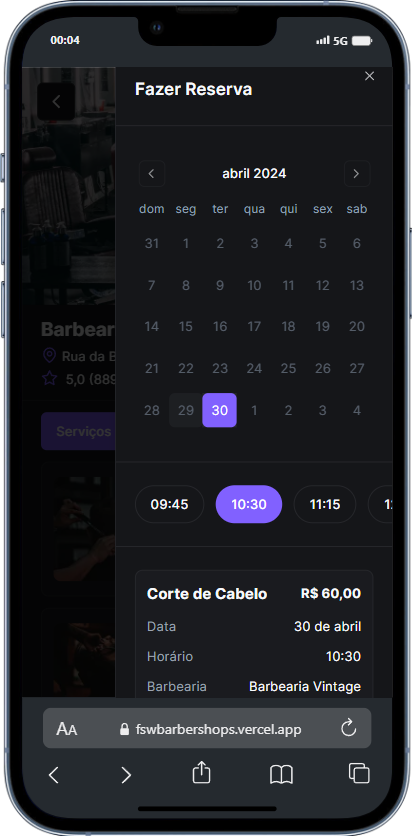 00:04 5G
Fazer Reserva
abril 2024
dom seg ter qua qui sex sab
31 1 2 3 4 5 6
7 8 9 10 11 12 13
14 15 16 17 18 19 20
21 22 23 24 25 26 27
28 29 30 1 2 3 4
Barbear
Rua da B
5,0 (889
Serviços
09:45 10:30 11:15 12
Corte de Cabelo R$ 60,00
Data 30 de abril
Horário 10:30
Barbearia Barbearia Vintage
AA fswbarbershops.vercel.app